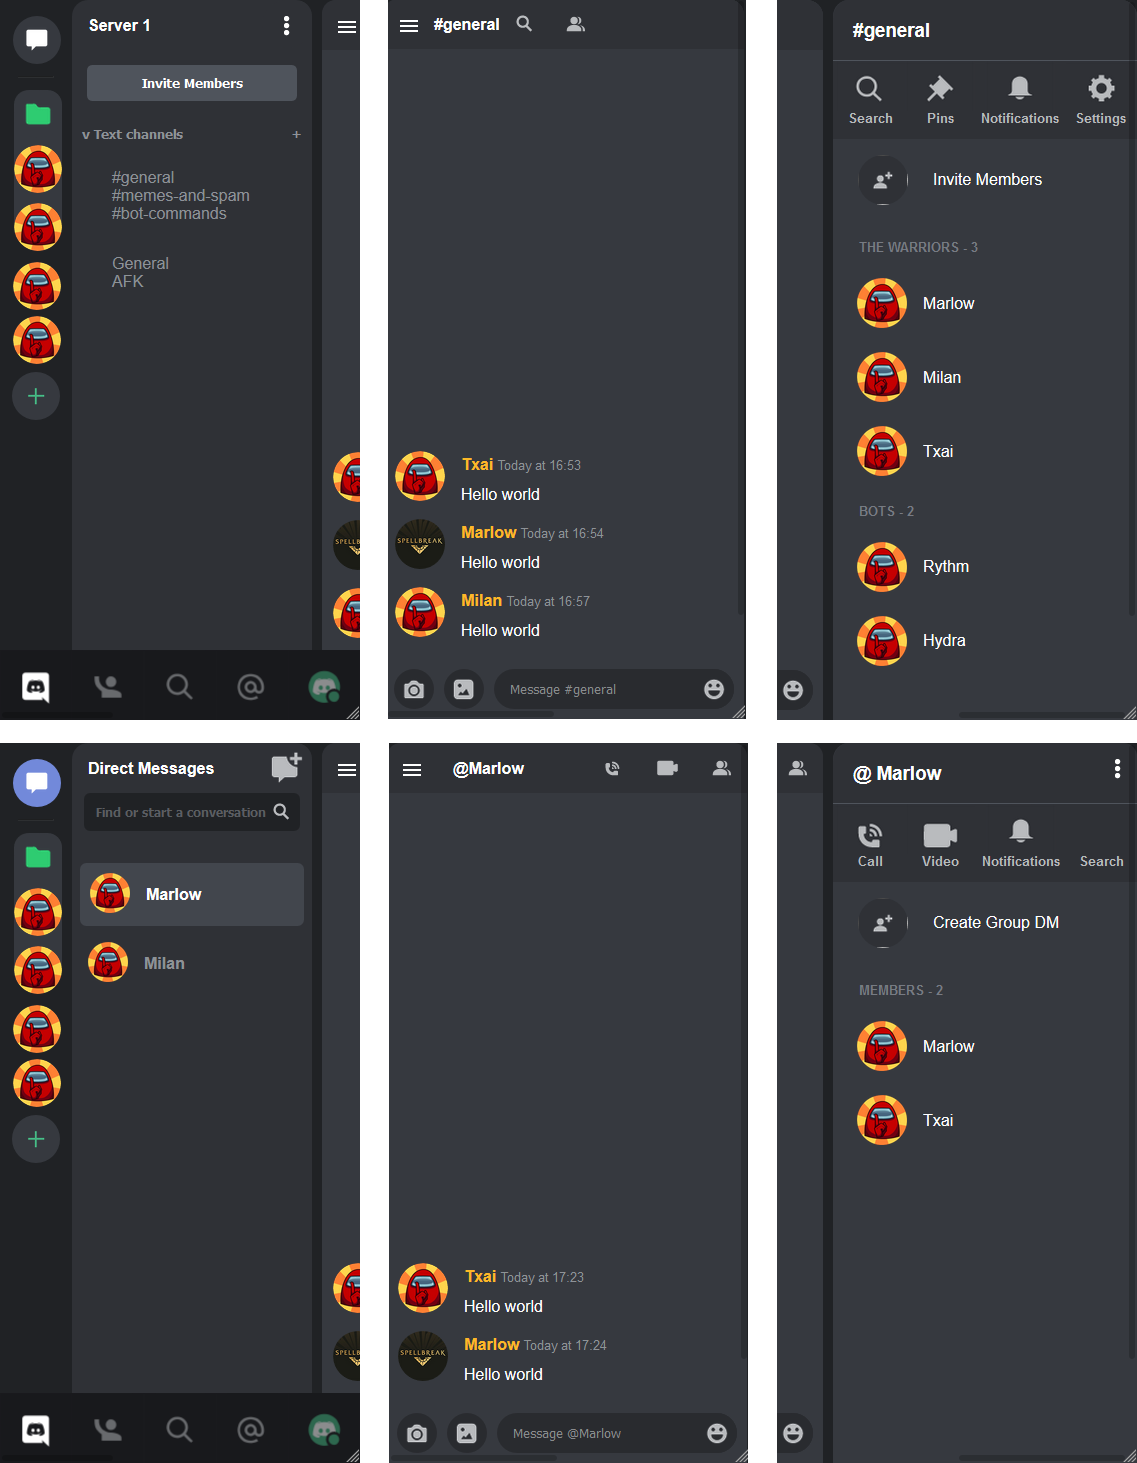 Server 1
Invite Members
v Text channels +
#general
#memes-and-spam
#bot-commands
General
AFK
SPELLB
#general
Txai Today at 16:53
Hello world
SPELLBREAK
Marlow Today at 16:54
Hello world
Milan Today at 16:57
Hello world
Message #general
#general
Search Pins Notifications Settings
Invite Members
THE WARRIORS - 3
Marlow
Milan
Txai
BOTS - 2
Rythm
Hydra
Direct Messages
Find or start a conversation
Marlow
Milan
SPELLB
@Marlow
Txai Today at 17:23
Hello world
SPELLBREAK
Marlow Today at 17:24
Hello world
Message @Marlow
@ Marlow
Call Video Notifications Search
Create Group DM
MEMBERS - 2
Marlow
Txai